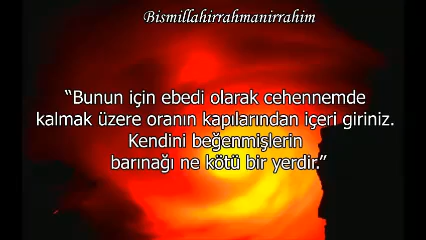 Bismillahirrahmanirrahim
“Bunun için ebedi olarak cehennemde
kalmak üzere oranın kapılarından içeri giriniz.
Kendini beğenmişlerin
barınağı ne kötü bir yerdir.”